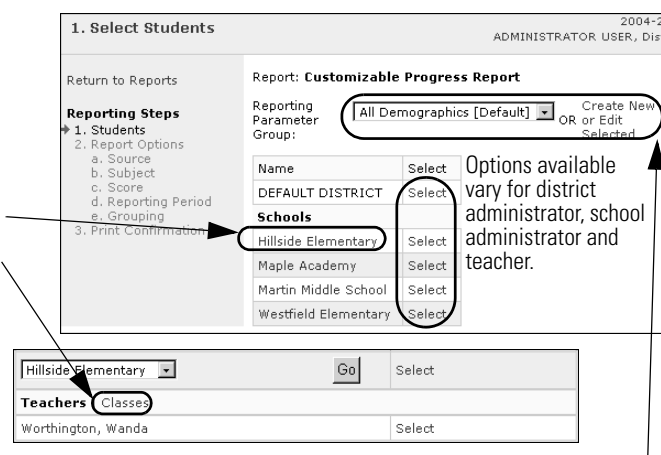 1. Select Students
2004-2
ADMINISTRATOR USER, Dis
Return to Reports
Reporting Steps
1. Students
2. Report Options
a. Source
b. Subject
c. Score
d. Reporting Period
e. Grouping
3. Print Confirmation
Report: Customizable Progress Report
Reporting
Parameter
Group:
All Demographics [Default]
OR
Create New
or Edit
Selected
Name Select
DEFAULT DISTRICT Select
Schools
Hillside Elementary Select
Maple Academy Select
Martin Middle School Select
Westfield Elementary Select
Options available
vary for district
administrator, school
administrator and
teacher.
Hillside Elementary Go Select
Teachers Classes
Worthington, Wanda Select